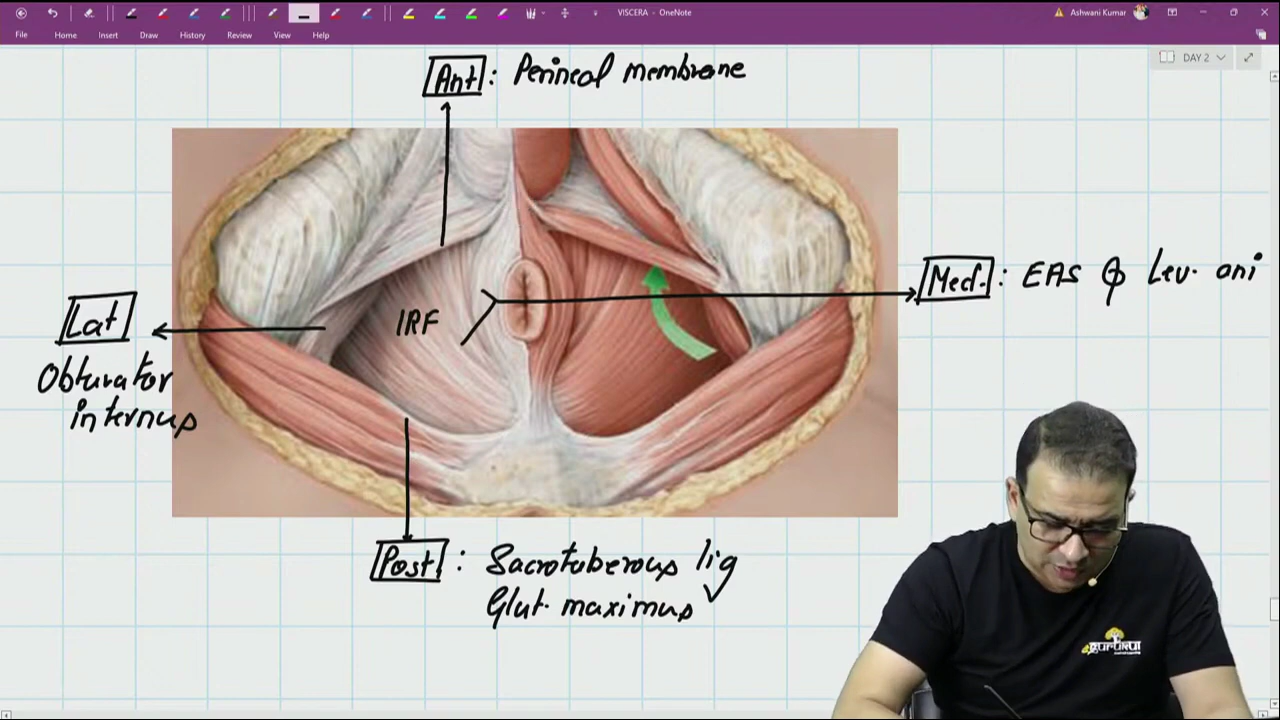 VISCERA - OneNote
Ashwani Kumar
File Home Insert Draw History Review View Help
DAY 2
Ant : Perineal membrane
Med. : EAS & Lev. ani
IRF
Lat
Obturator
internus
Post : Sacrotuberous lig
Glut. maximus
GURUKUL